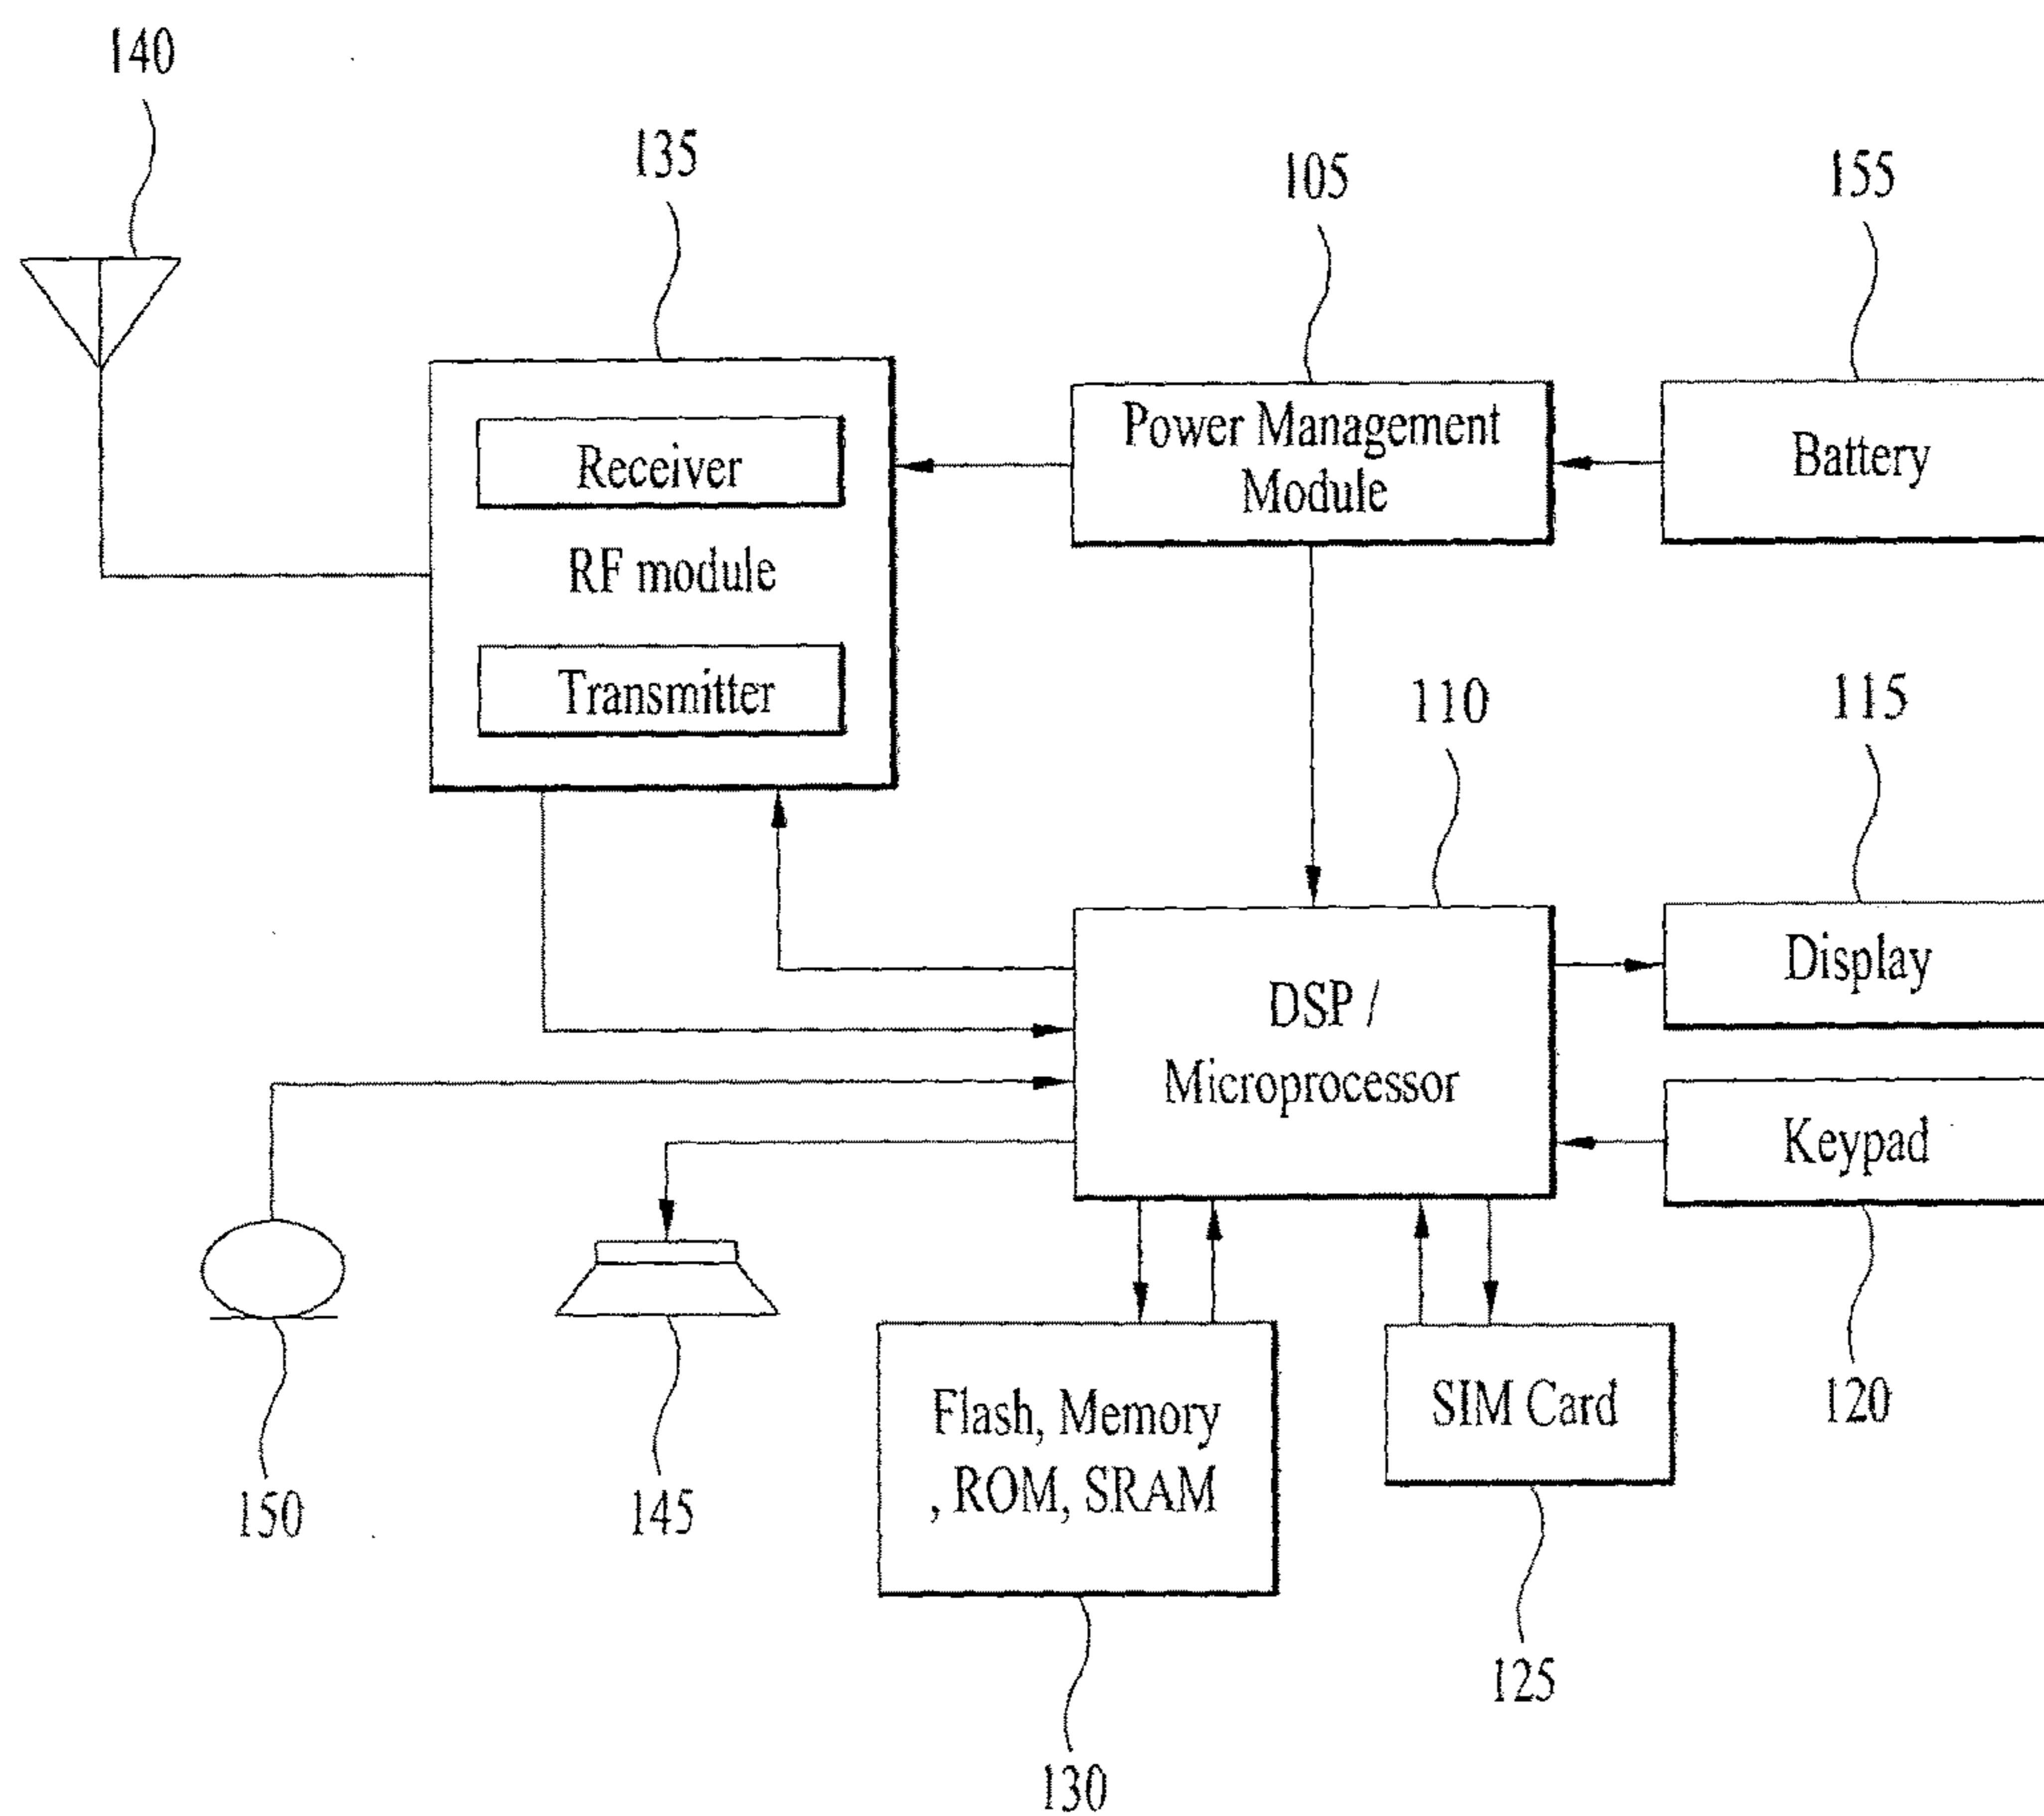 140
135
105
155
Receiver
RF module
Transmitter
Power Management
Module
Battery
110
115
DSP /
Microprocessor
Display
Keypad
150
145
Flash, Memory
, ROM, SRAM
SIM Card
120
125
130